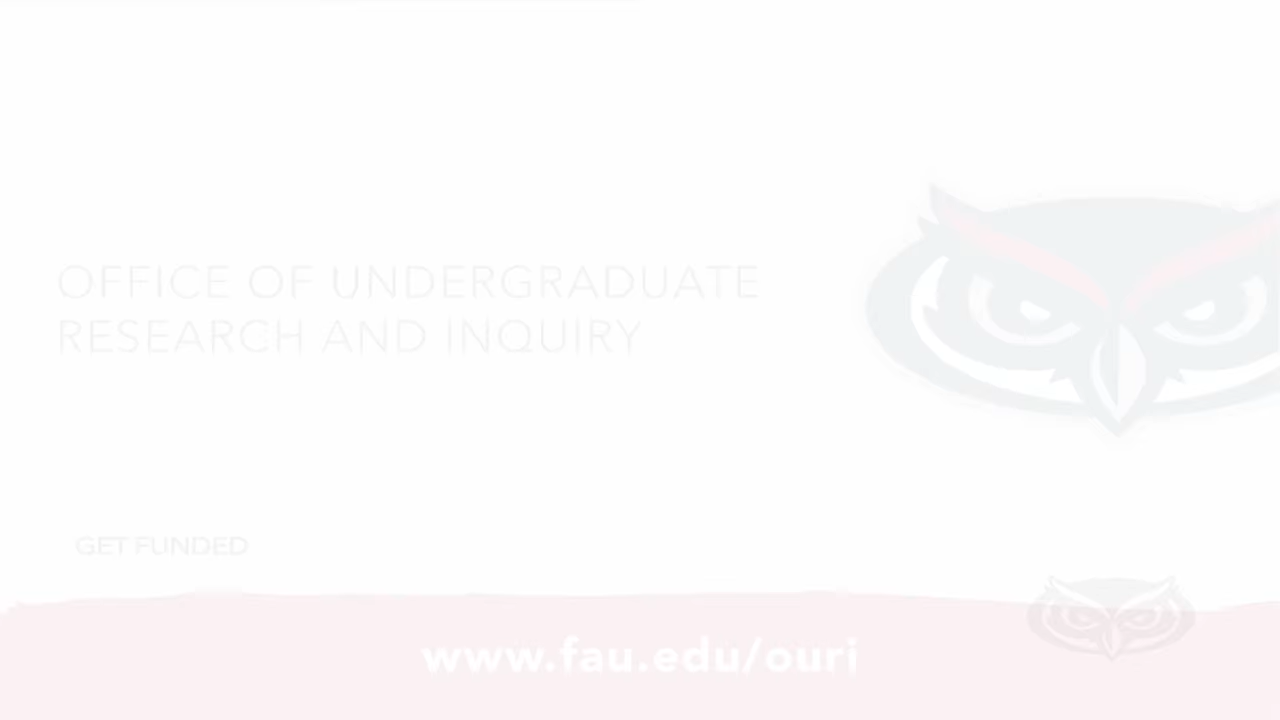 OFFICE OF UNDERGRADUATE
RESEARCH AND INQUIRY
GET FUNDED
www.fau.edu/ouri